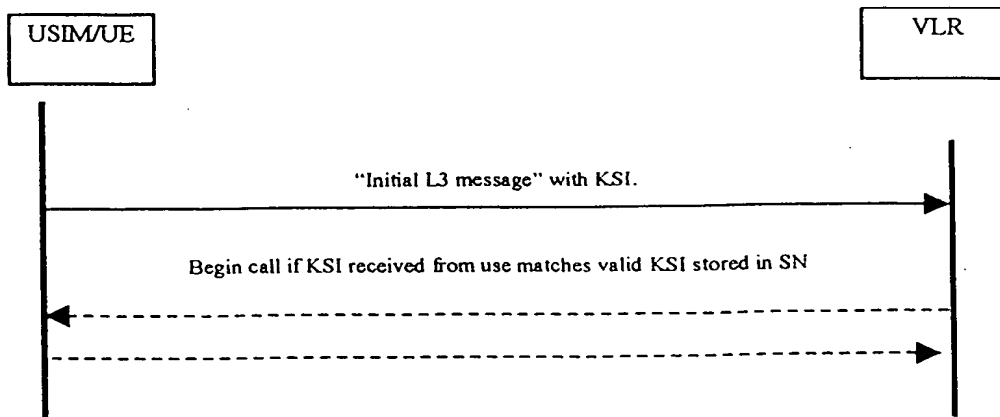 USIM/UE
VLR
“Initial L3 message” with KSI.
Begin call if KSI received from use matches valid KSI stored in SN